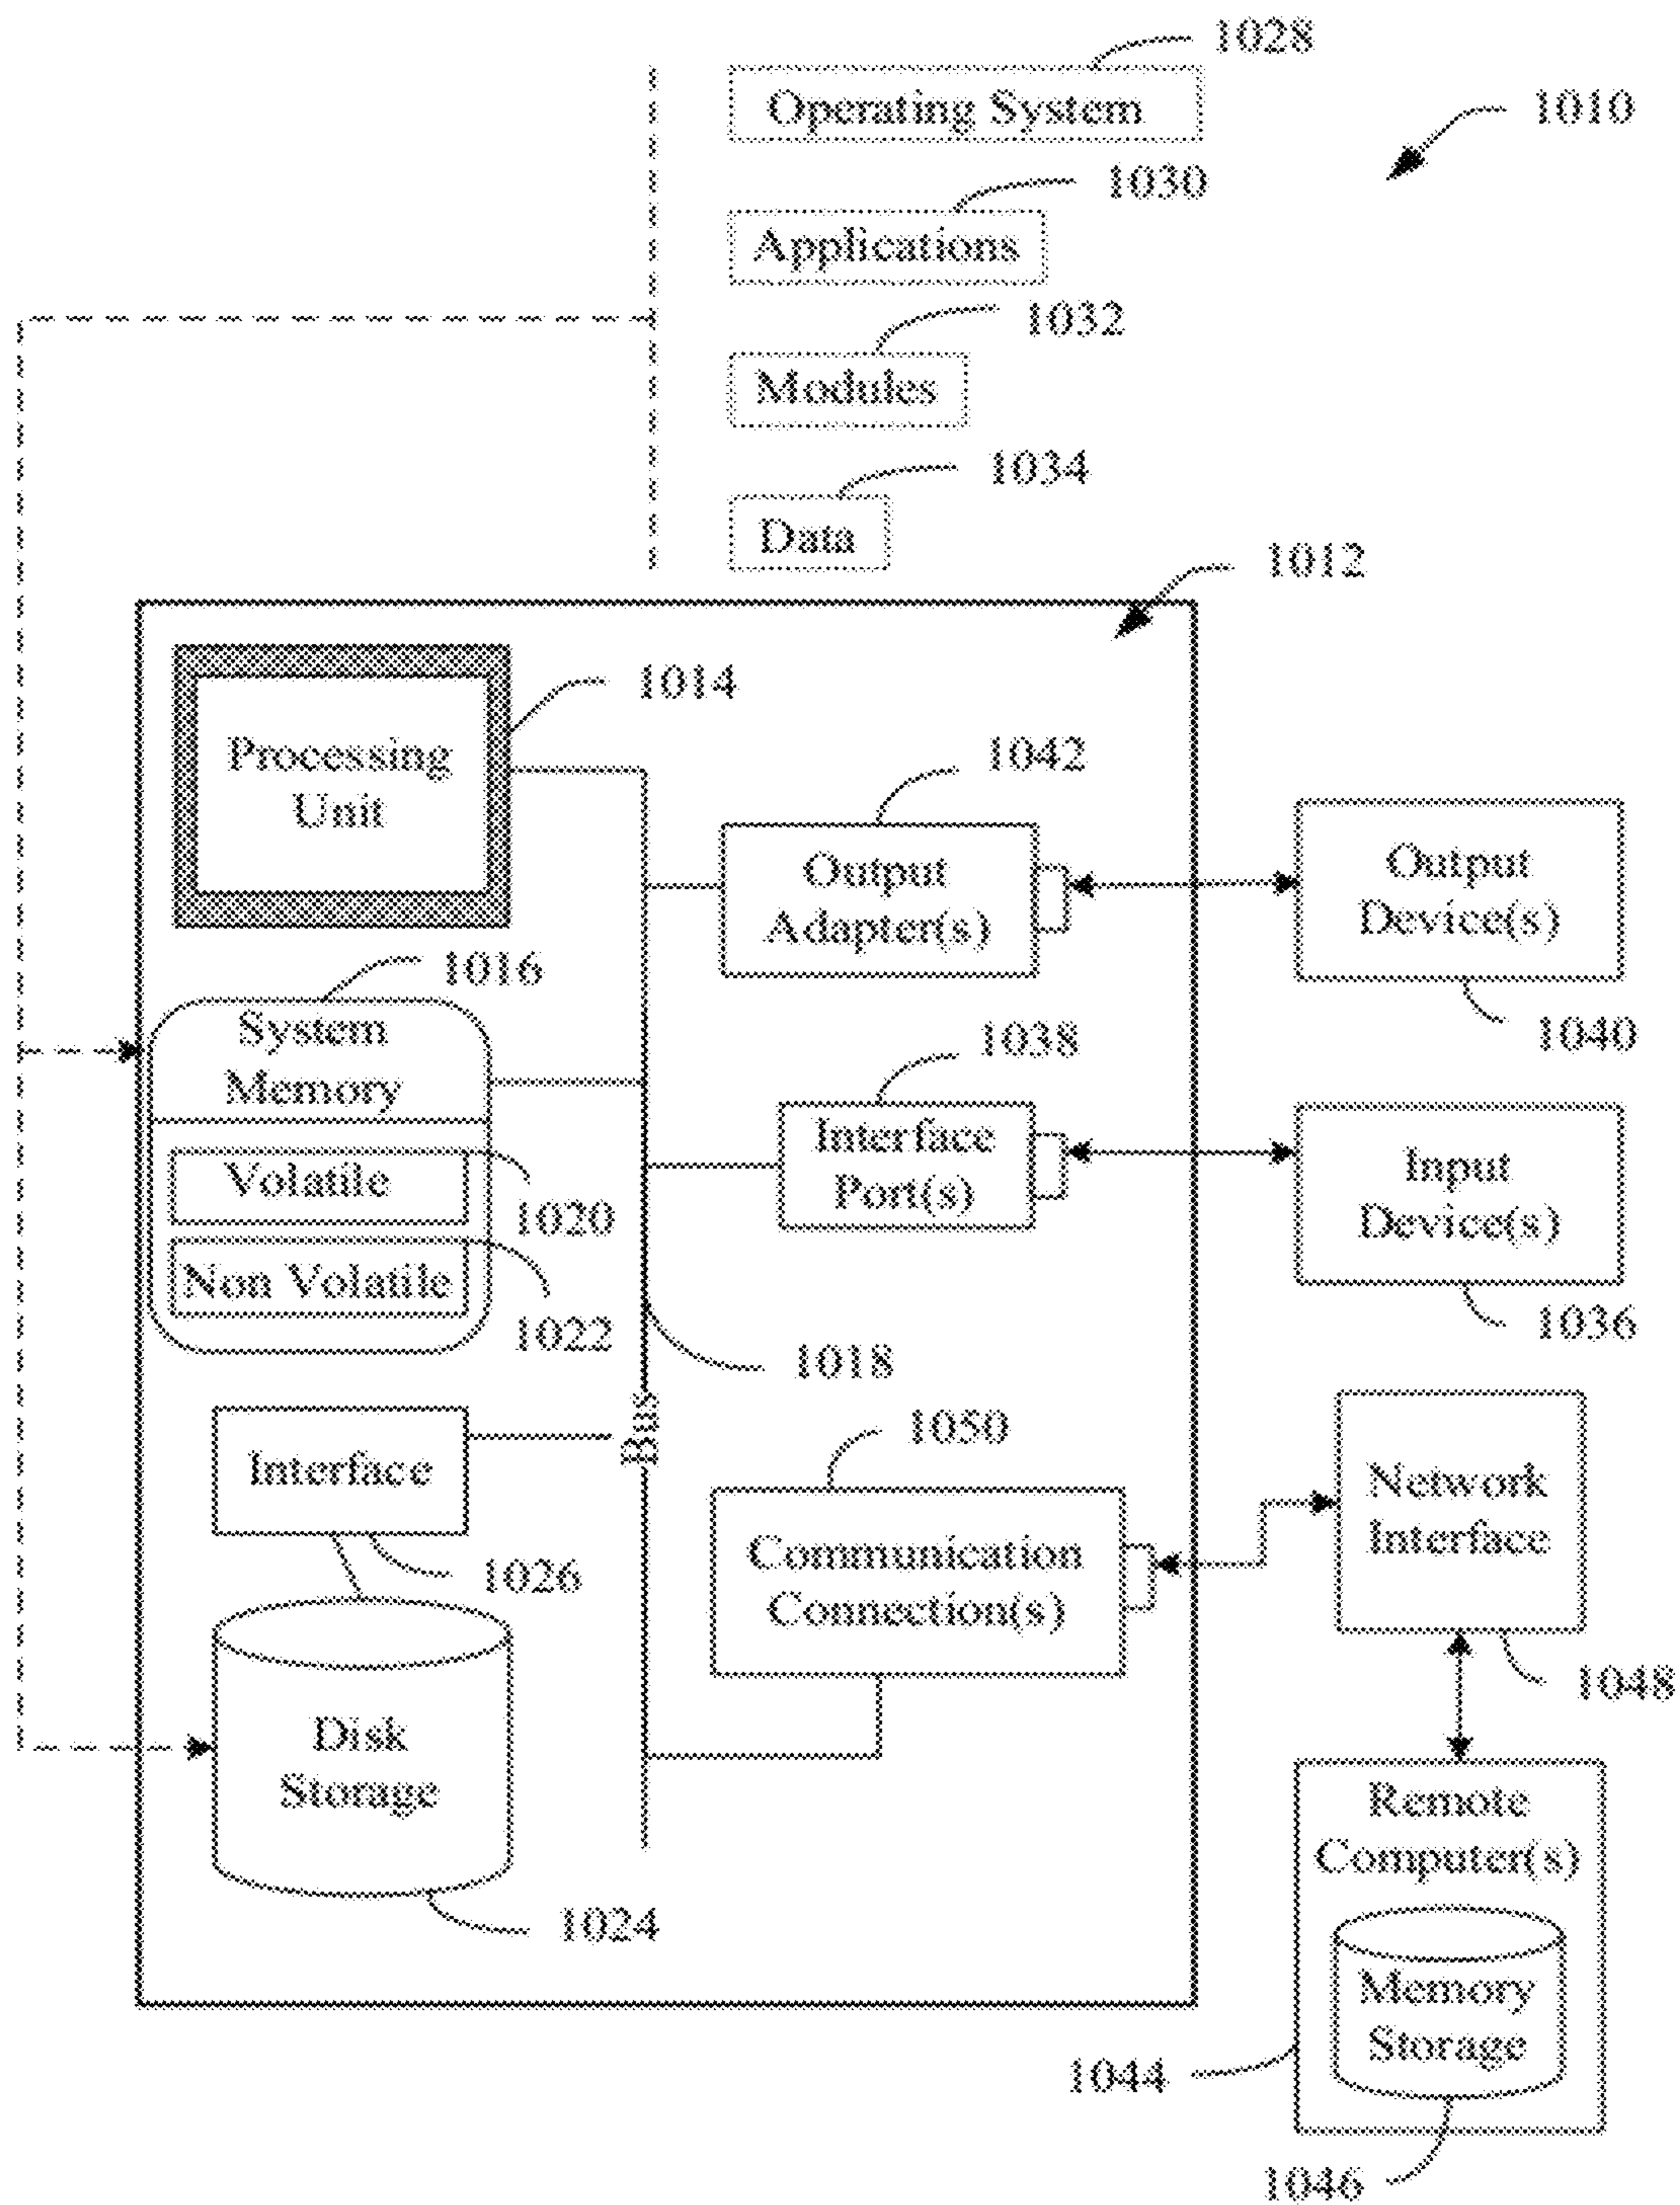 1028
Operating System
1010
1030
Applications
1032
Modules
1034
Data
1012
1014
Processing
Unit
1042
Output
Adapter(s)
Output
Device(s)
1040
1016
System
Memory
1038
Interface
Port(s)
Input
Device(s)
1036
Volatile
1020
Non Volatile
1022
1018
Bus
Interface
1026
1050
Communication
Connection(s)
Network
Interface
1048
Disk
Storage
1024
Remote
Computer(s)
Memory
Storage
1044
1046